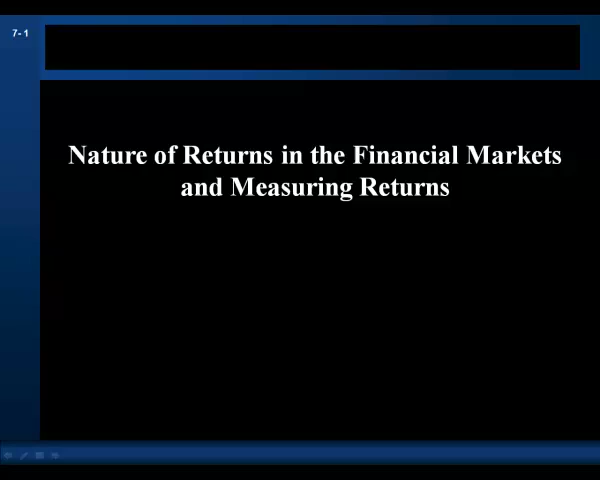 7-1
Nature of Returns in the Financial Markets
and Measuring Returns